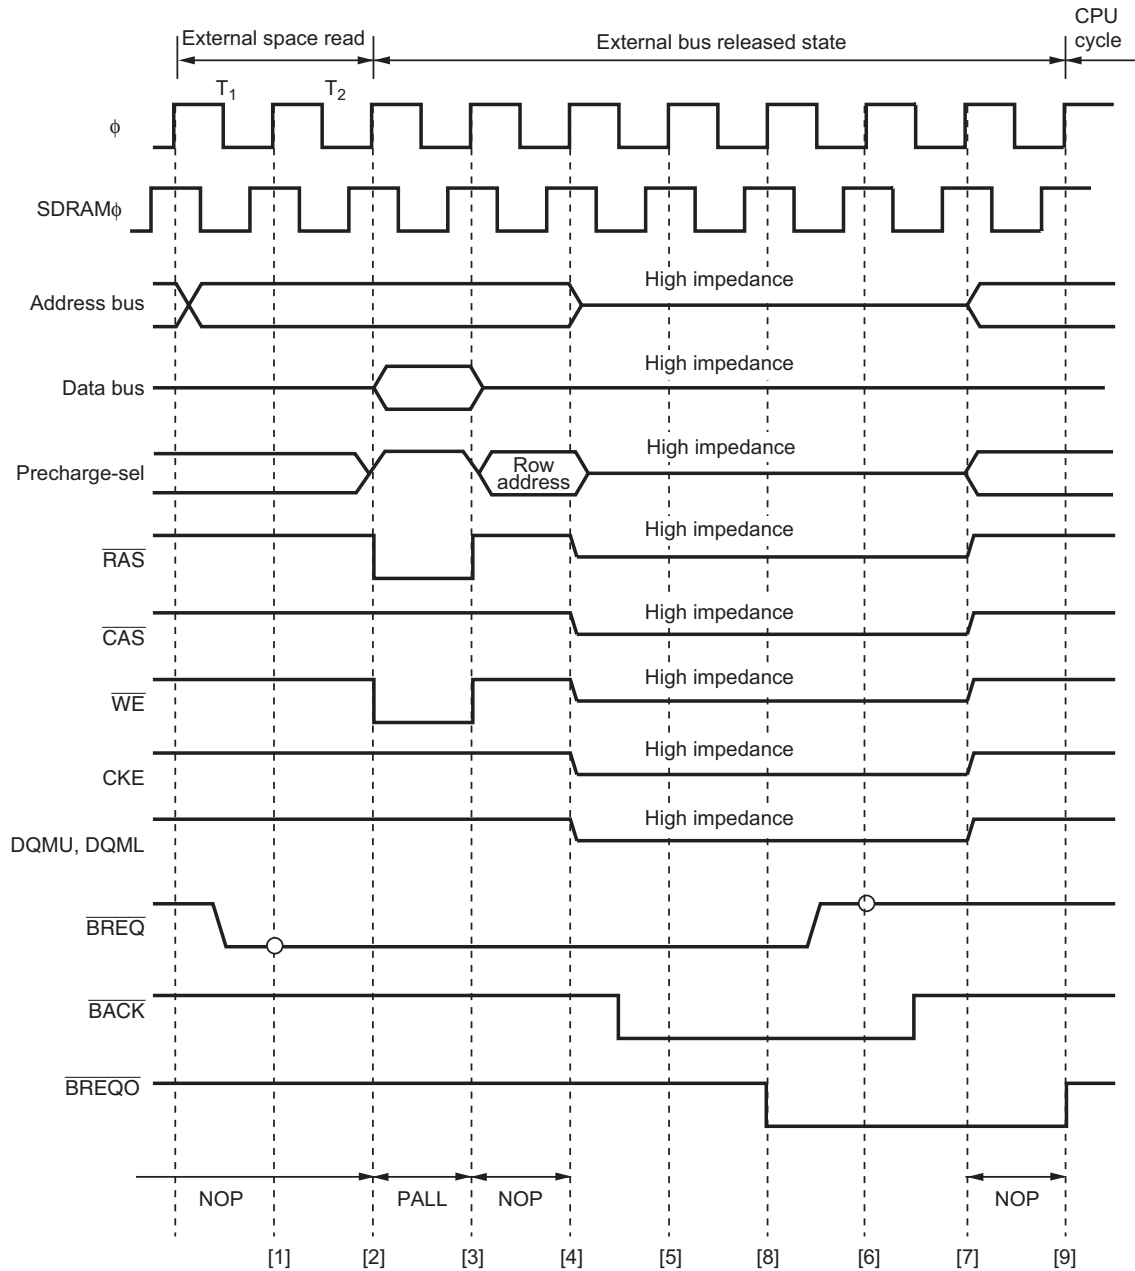 External space read
External bus released state
CPU
cycle
T1
T2
ϕ
SDRAMϕ
High impedance
Address bus
High impedance
Data bus
High impedance
Precharge-sel
Row
address
High impedance
RAS
High impedance
CAS
High impedance
WE
High impedance
CKE
High impedance
DQMU, DQML
BREQ
BACK
BREQO
NOP
PALL
NOP
NOP
[1]
[2]
[3]
[4]
[5]
[8]
[6]
[7]
[9]